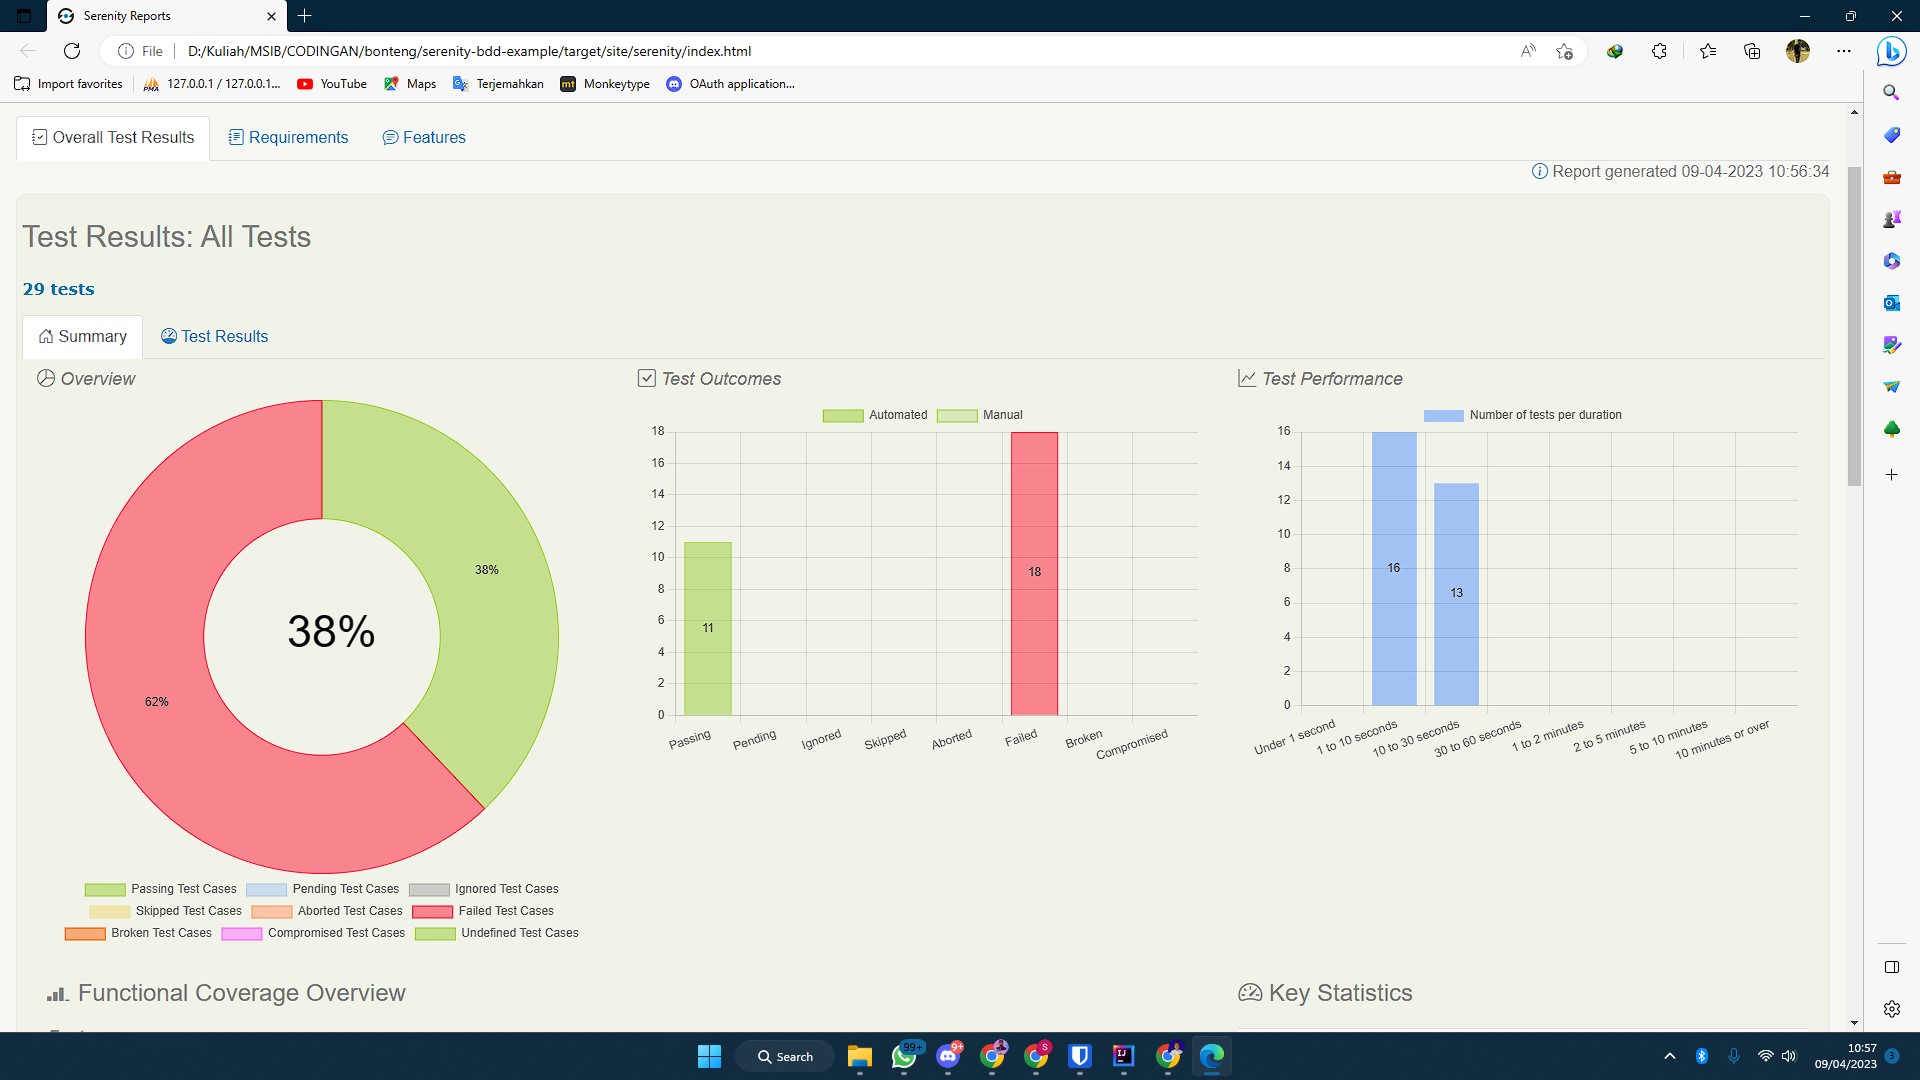 Serenity Reports
File
D:/Kuliah/MSIB/CODINGAN/bonteng/serenity-bdd-example/target/site/serenity/index.html
Import favorites
127.0.0.1 / 127.0.0.1...
YouTube
Maps
Terjemahkan
mt
Monkeytype
OAuth application...
Overall Test Results
Requirements
Features
Report generated 09-04-2023 10:56:34
Test Results: All Tests
29 tests
Summary
Test Results
Overview
38%
38%
62%
Passing Test Cases
Pending Test Cases
Ignored Test Cases
Skipped Test Cases
Aborted Test Cases
Failed Test Cases
Broken Test Cases
Compromised Test Cases
Undefined Test Cases
Test Outcomes
Automated
Manual
18
16
14
12
10
8
6
4
2
0
11
18
Passing
Pending
Ignored
Skipped
Aborted
Failed
Broken
Compromised
Test Performance
Number of tests per duration
16
14
12
10
8
6
4
2
0
16
13
Under 1 second
1 to 10 seconds
10 to 30 seconds
30 to 60 seconds
1 to 2 minutes
2 to 5 minutes
5 to 10 minutes
10 minutes or over
Functional Coverage Overview
Key Statistics
Search
99+
9+
S
IJ
10:57
09/04/2023
3